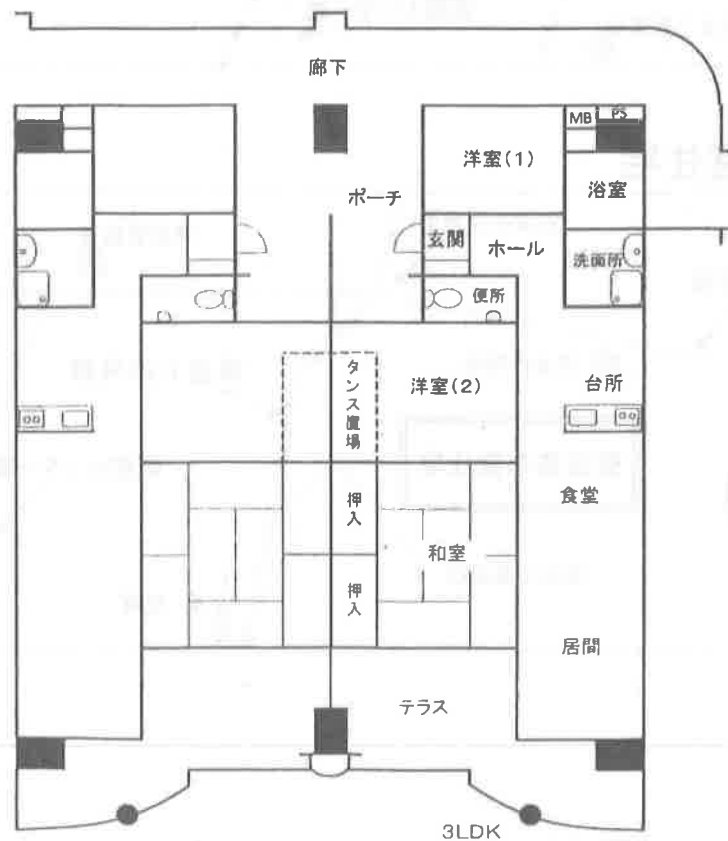 廊下
MB
PS
洋室(1)
浴室
ポーチ
玄関
ホール
洗面所
便所
タンス置場
洋室(2)
台所
押入
食堂
和室
押入
居間
テラス
3LDK